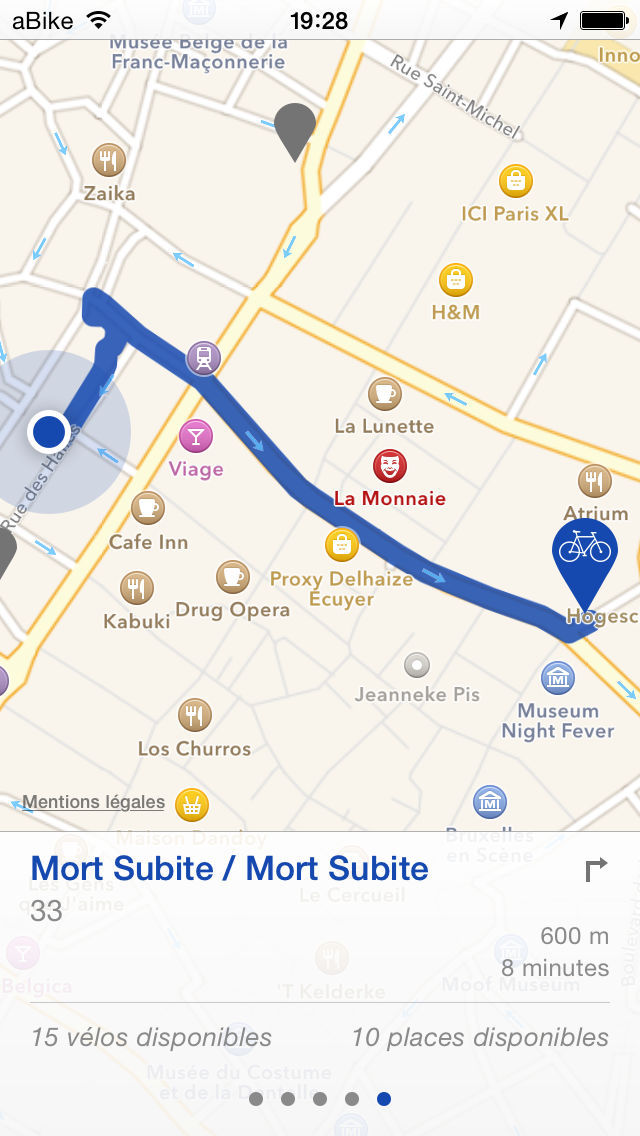 aBike 19:28
Musée Belge de la
Franc-Maçonnerie
Inno
Rue Saint-Michel
Zaika
ICI Paris XL
H&M
La Lunette
Viage
La Monnaie
Atrium
Rue des Halles
Cafe Inn
Proxy Delhaize
Écuyer
Kabuki
Drug Opera
Hogesc
Jeanneke Pis
Museum
Night Fever
Los Churros
Mentions légales
Maison Dandoy
Bruxelles
en Scène
Mort Subite / Mort Subite
33
Les Gens
que J'aime
Le Cercueil
600 m
8 minutes
Belgica
'T Kelderke
Moof Museum
Boulevard
15 vélos disponibles
10 places disponibles
Musée du Costume
et de la Dentelle